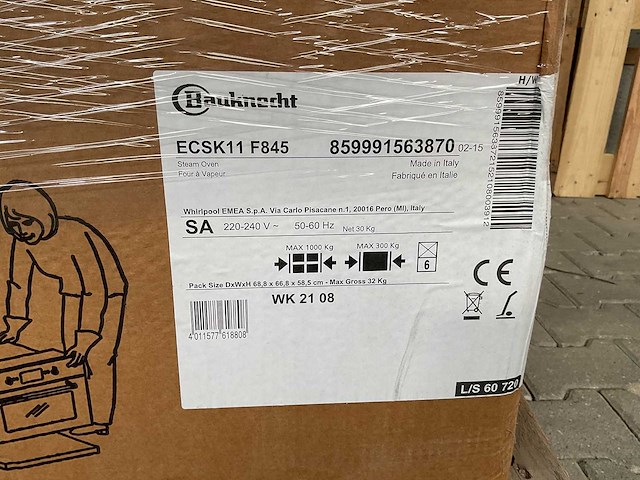 H/W
Bauknecht
ECSK11 F845 859991563870 02-15
Steam Oven Made in Italy
Four à Vapeur Fabriqué en Italie
Whirlpool EMEA S.p.A. Via Carlo Pisacane n.1, 20016 Pero (MI), Italy
SA 220-240 V ~ 50-60 Hz Net 30 Kg
MAX 1000 Kg MAX 300 Kg
6
Pack Size DxWxH 68,8 x 66,8 x 58,5 cm - Max Gross 32 Kg
WK 21 08
CE
4 011577 618808
L/S 60 720